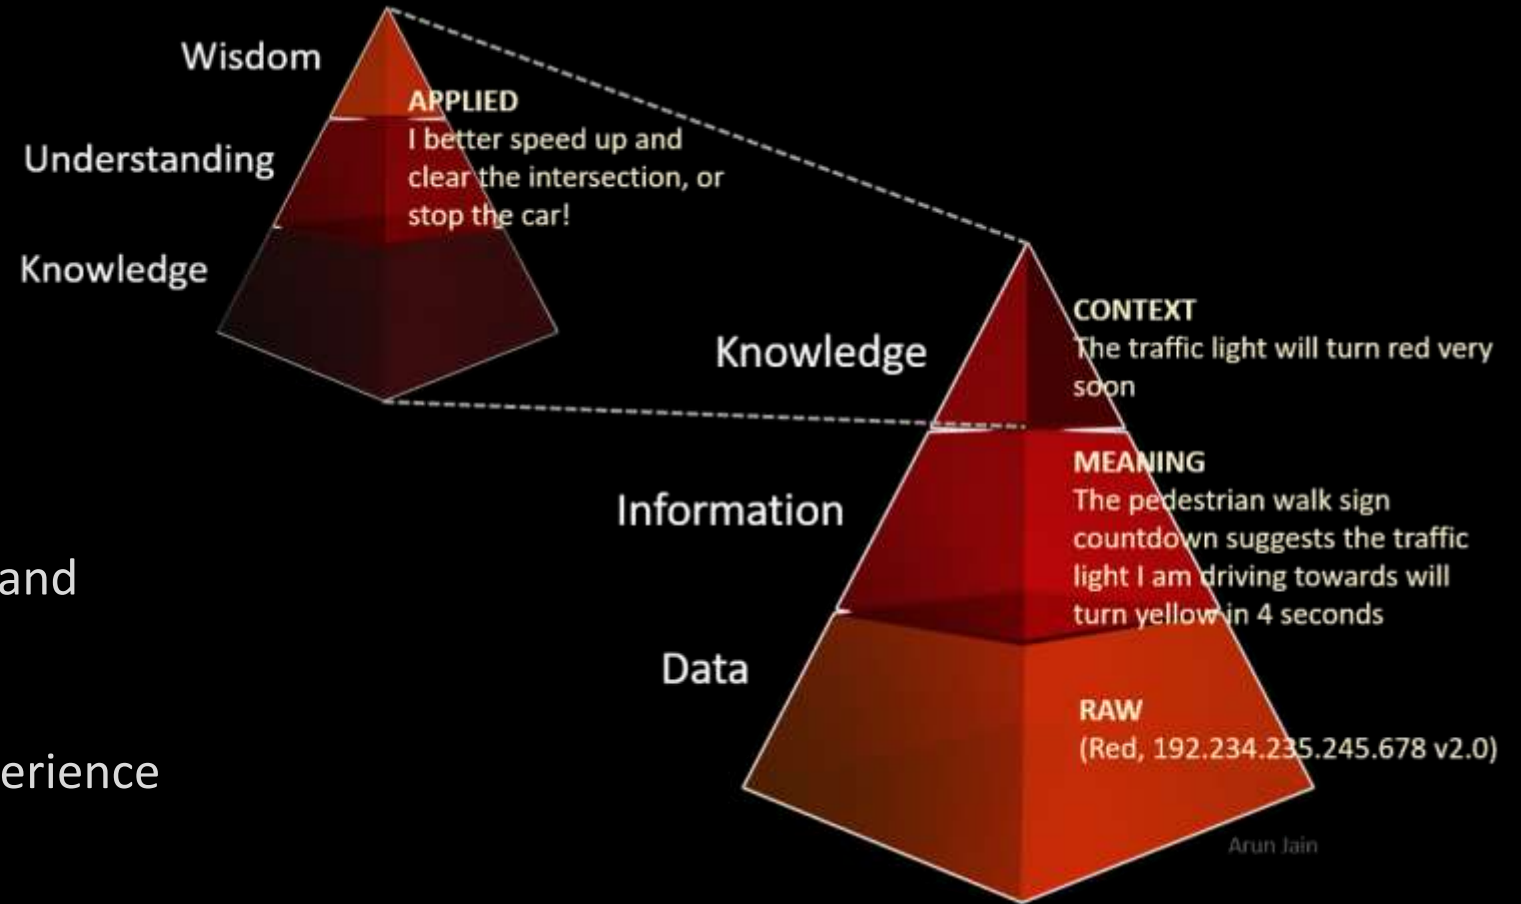 Wisdom
APPLIED
I better speed up and
clear the intersection, or
stop the car!
Understanding
Knowledge
Knowledge
CONTEXT
The traffic light will turn red very
soon
Information
MEANING
The pedestrian walk sign
countdown suggests the traffic
light I am driving towards will
turn yellow in 4 seconds
and
Data
RAW
(Red, 192.234.235.245.678 v2.0)
erience
Arun Jain